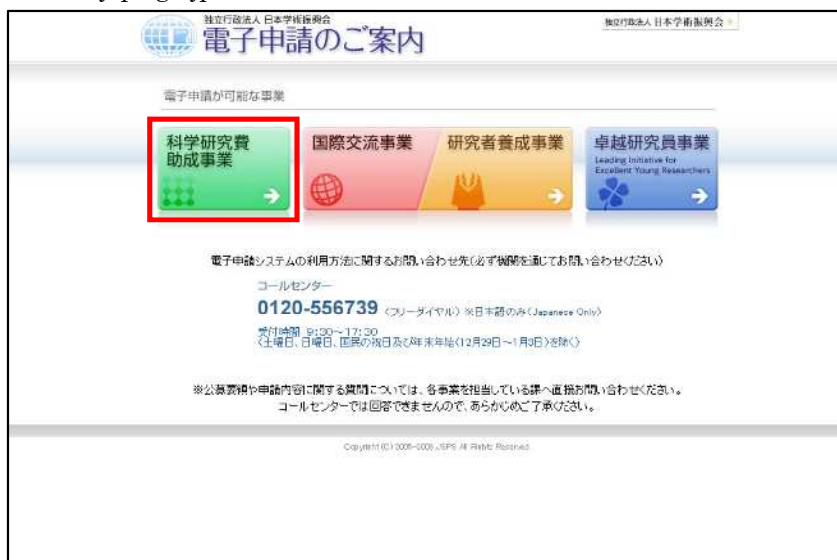 独立行政法人 日本学術振興会
電子申請のご案内
独立行政法人 日本学術振興会
電子申請が可能な事業
科学研究費
助成事業
国際交流事業
研究者養成事業
卓越研究員事業
Leading Initiative for
Excellent Young Researchers
電子申請システムの利用方法に関するお問い合わせ先(必ず機関を通じてお問い合わせください)
コールセンター
0120-556739 (フリーダイヤル) ※日本語のみ(Japanese Only)
受付時間 9:30~17:30
(土曜日、日曜日、国民の祝日及び年末年始(12月29日~1月3日)を除く)
※公募要領や申請内容に関する質問については、各事業を担当している課へ直接お問い合わせください。
コールセンターでは回答できませんので、あらかじめご了承ください。
Copyright (C) 2005-2008 JSPS All Rights Reserved.